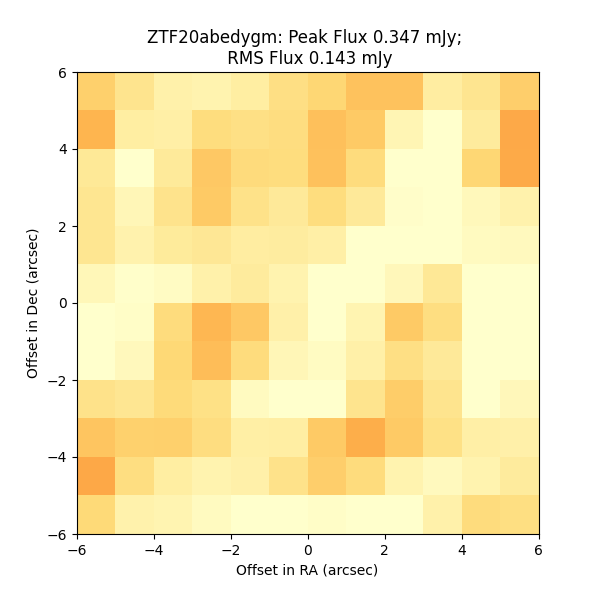 ZTF20abedygm: Peak Flux 0.347 mJy;
RMS Flux 0.143 mJy
6
4
2
0
−2
−4
−6
Offset in Dec (arcsec)
−6 −4 −2 0 2 4 6
Offset in RA (arcsec)